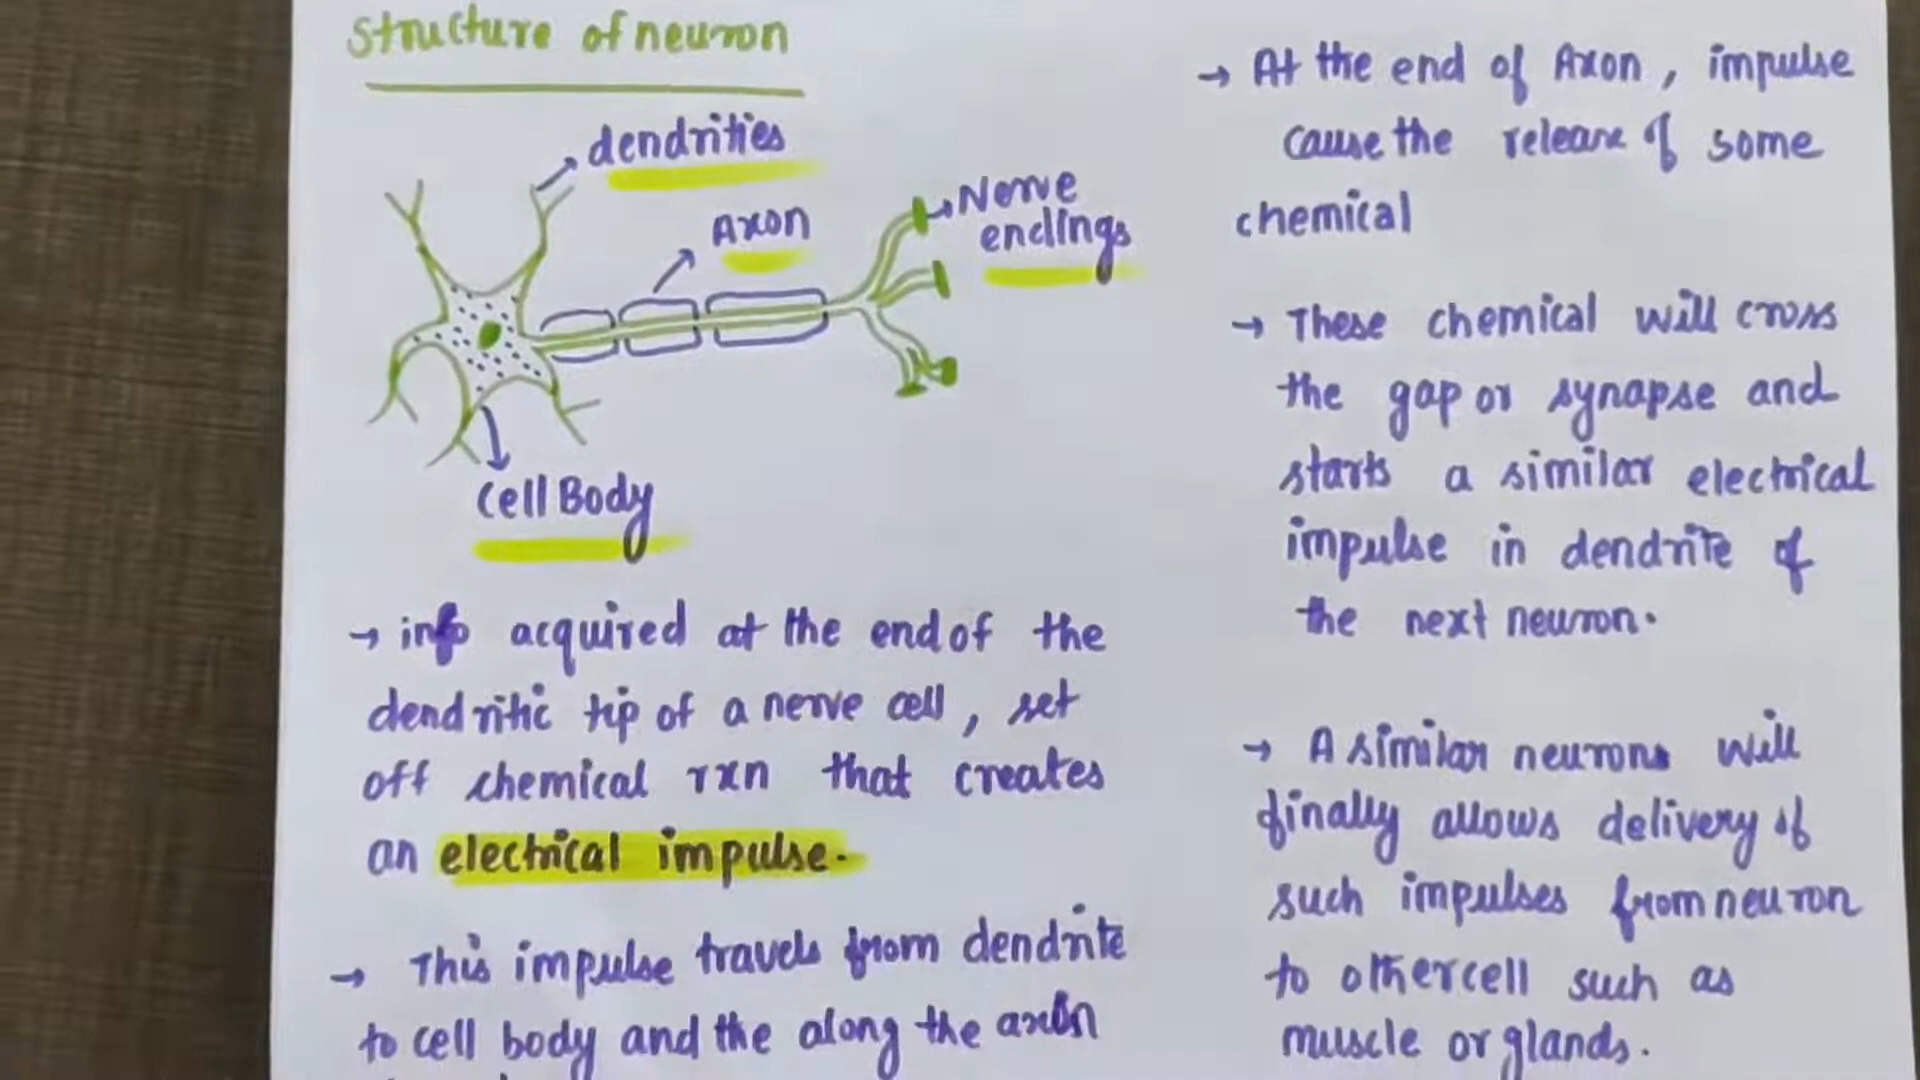 Structure of neuron
dendrities
Axon
Nerve
endings
Cell Body
→ info acquired at the end of the
dendritic tip of a nerve cell, set
off chemical rxn that creates
an electrical impulse.
→ This impulse travels from dendrite
to cell body and the along the axon
→ At the end of Axon, impulse
cause the release of some
chemical
→ These chemical will cross
the gap or synapse and
starts a similar electrical
impulse in dendrite of
the next neuron.
→ A similar neurons will
finally allows delivery of
such impulses from neuron
to other cell such as
muscle or glands.